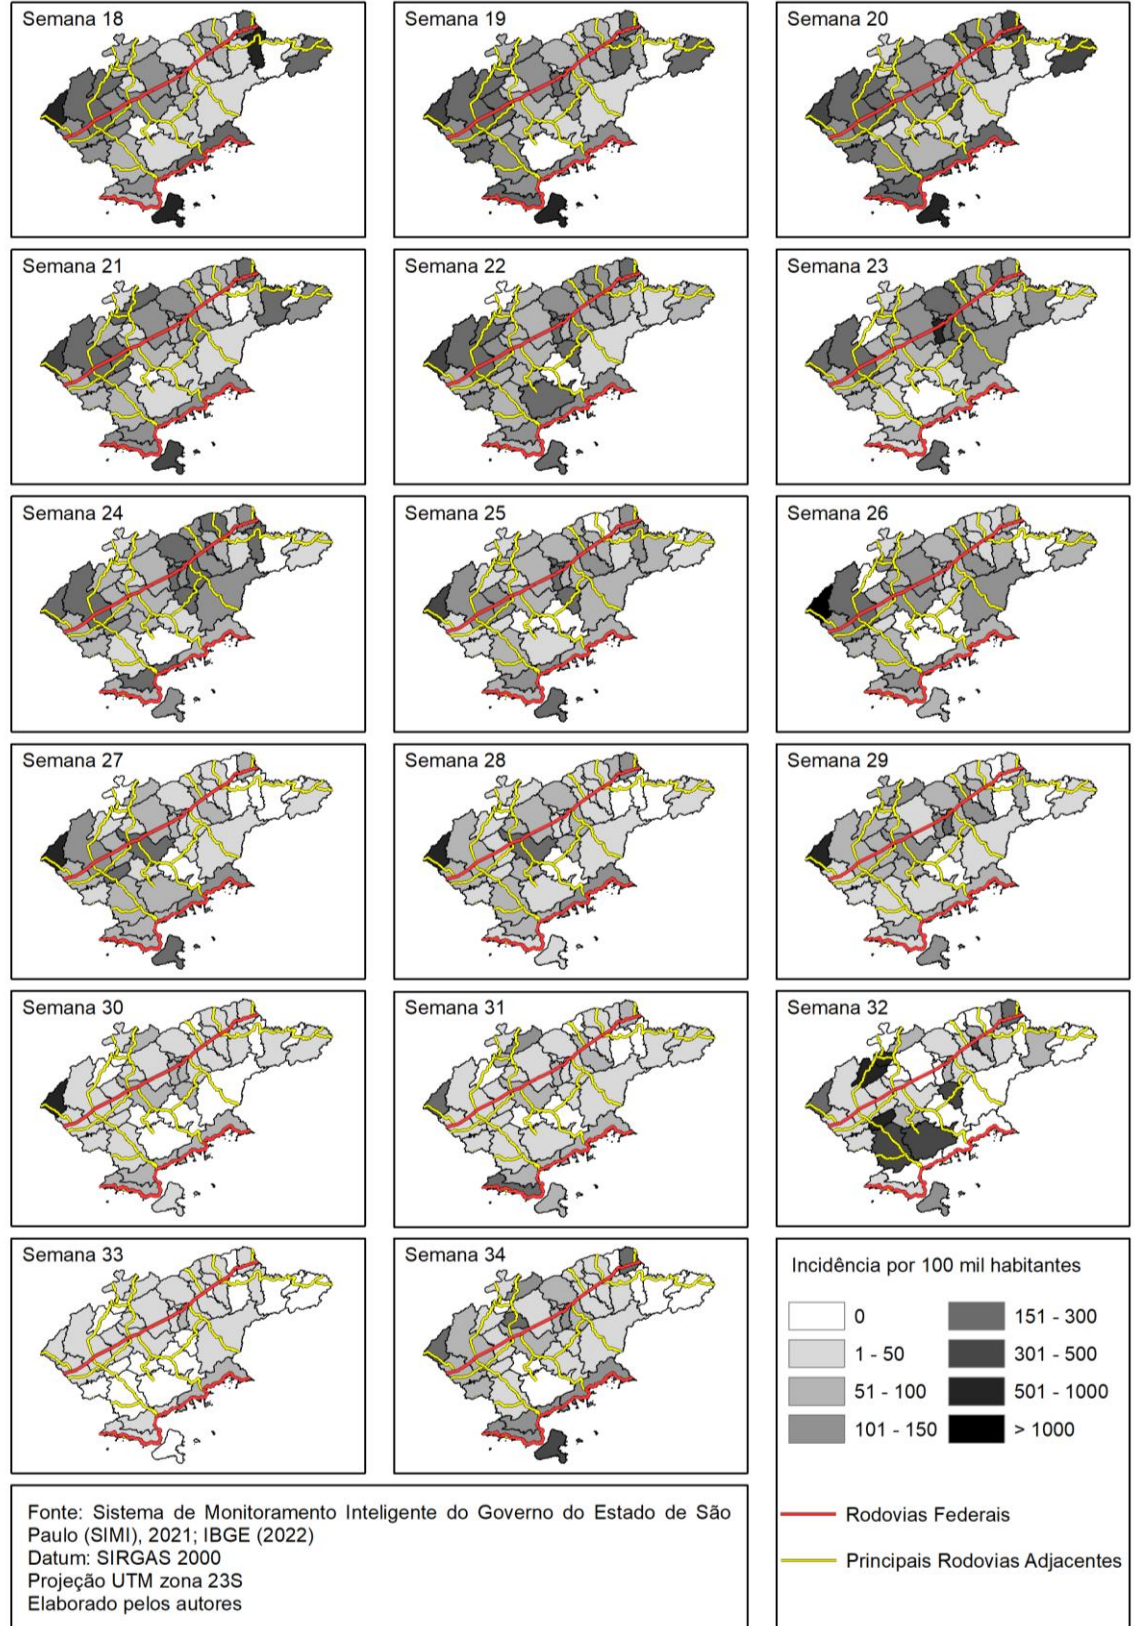 Semana 18
Semana 19
Semana 20
Semana 21
Semana 22
Semana 23
Semana 24
Semana 25
Semana 26
Semana 27
Semana 28
Semana 29
Semana 30
Semana 31
Semana 32
Semana 33
Semana 34
Incidência por 100 mil habitantes
0
1 - 50
51 - 100
101 - 150
151 - 300
301 - 500
501 - 1000
> 1000
Rodovias Federais
Principais Rodovias Adjacentes
Fonte: Sistema de Monitoramento Inteligente do Governo do Estado de São
Paulo (SIMI), 2021; IBGE (2022)
Datum: SIRGAS 2000
Projeção UTM zona 23S
Elaborado pelos autores